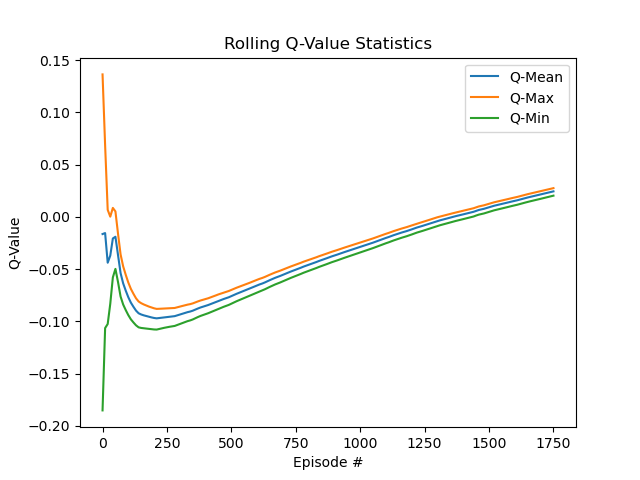 Rolling Q-Value Statistics
Q-Mean
Q-Max
Q-Min
Q-Value
0.15
0.10
0.05
0.00
−0.05
−0.10
−0.15
−0.20
0 250 500 750 1000 1250 1500 1750
Episode #